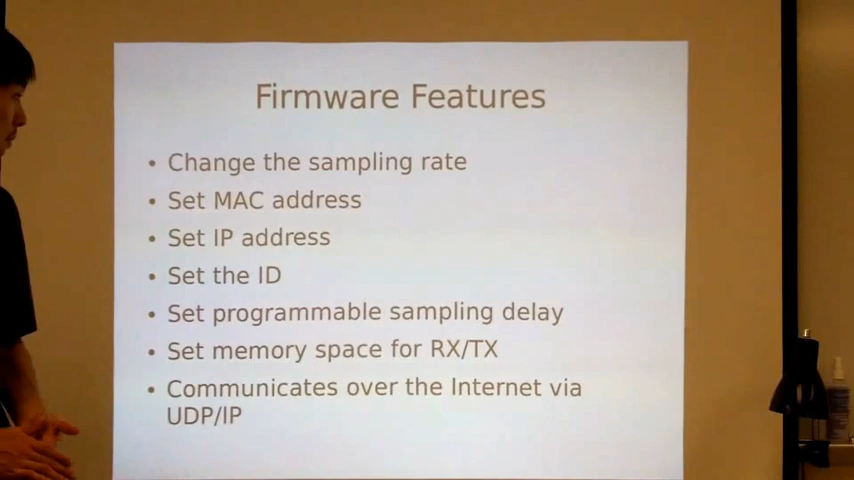 Firmware Features
• Change the sampling rate
• Set MAC address
• Set IP address
• Set the ID
• Set programmable sampling delay
• Set memory space for RX/TX
• Communicates over the Internet via
UDP/IP